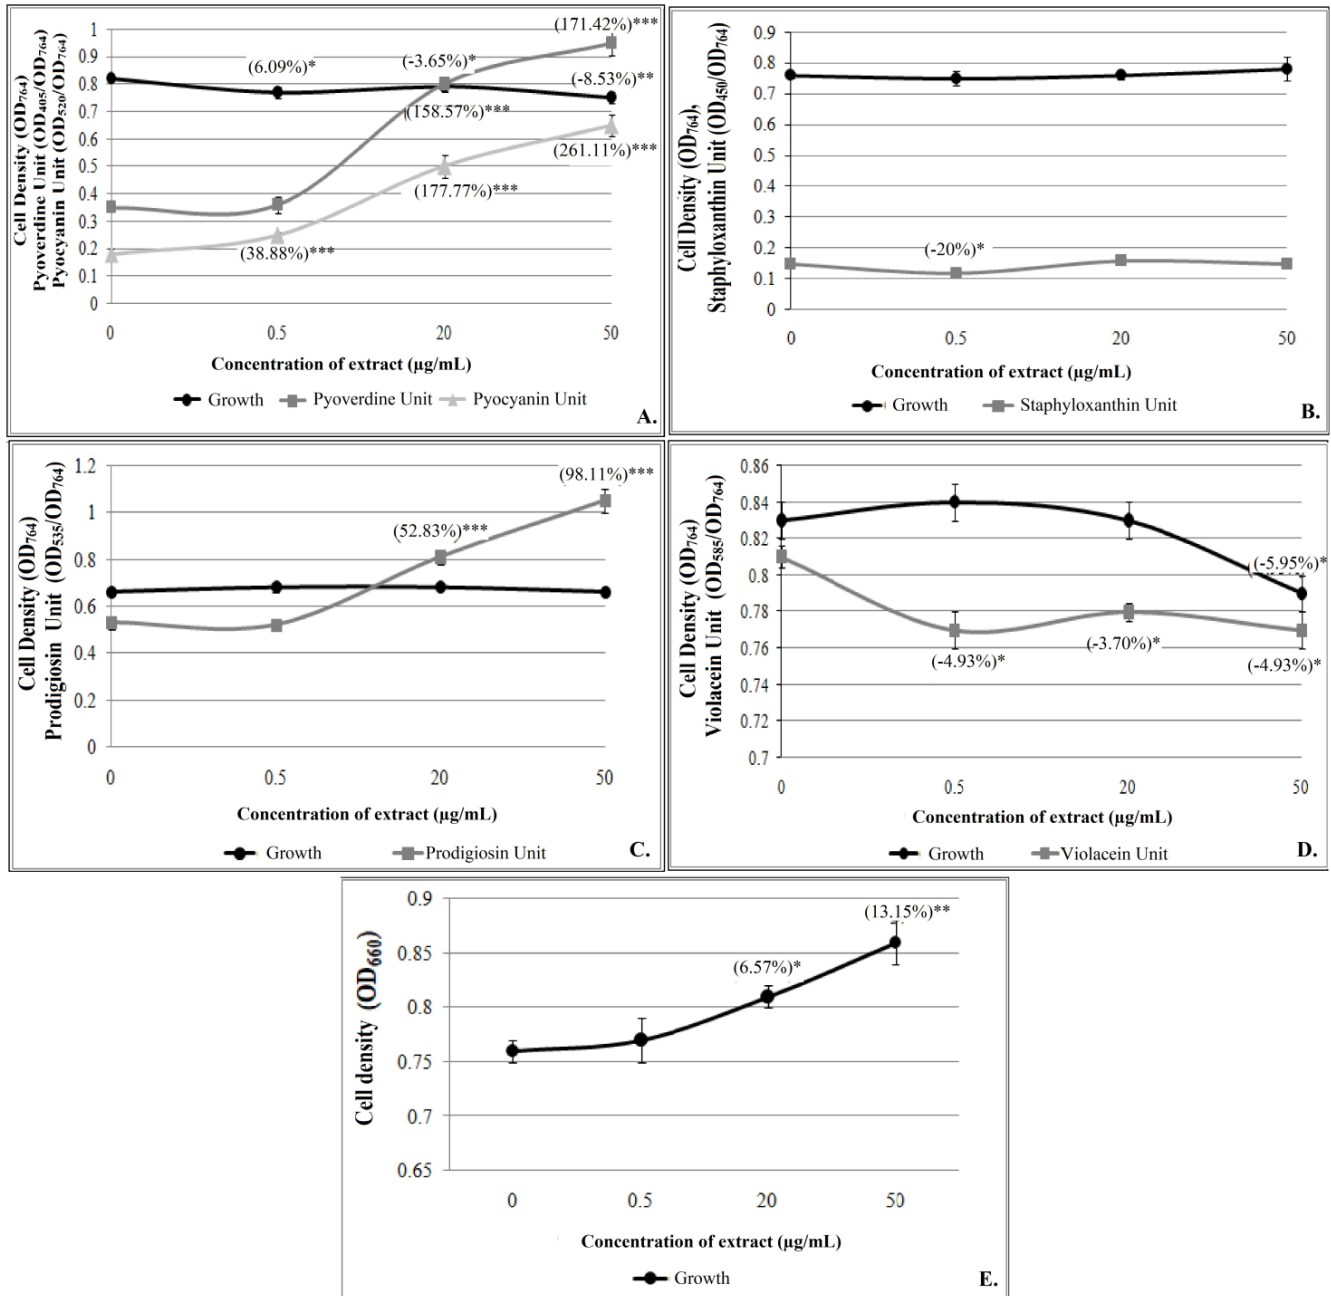 Cell Density (OD764)
Pyoverdine Unit (OD405/OD764)
Pyocyanin Unit (OD520/OD764)
1
0.9
0.8
0.7
0.6
0.5
0.4
0.3
0.2
0.1
0
(171.42%)***
(6.09%)*
(-3.65%)*
(-8.53%)**
(158.57%)***
(261.11%)***
(177.77%)***
(38.88%)***
0 0.5 20 50
Concentration of extract (µg/mL)
Growth Pyoverdine Unit Pyocyanin Unit
A.
Cell Density (OD764),
Staphyloxanthin Unit (OD450/OD764)
0.9
0.8
0.7
0.6
0.5
0.4
0.3
0.2
0.1
0
(-20%)*
0 0.5 20 50
Concentration of extract (µg/mL)
Growth Staphyloxanthin Unit
B.
Cell Density (OD764)
Prodigiosin Unit (OD535/OD764)
1.2
1
0.8
0.6
0.4
0.2
0
(98.11%)***
(52.83%)***
0 0.5 20 50
Concentration of extract (µg/mL)
Growth Prodigiosin Unit
C.
Cell Density (OD764)
Violacein Unit (OD585/OD764)
0.86
0.84
0.82
0.8
0.78
0.76
0.74
0.72
0.7
(-5.95%)*
(-4.93%)*
(-3.70%)*
(-4.93%)*
0 0.5 20 50
Concentration of extract (µg/mL)
Growth Violacein Unit
D.
Cell density (OD660)
0.9
0.85
0.8
0.75
0.7
0.65
(13.15%)**
(6.57%)*
0 0.5 20 50
Concentration of extract (µg/mL)
Growth
E.